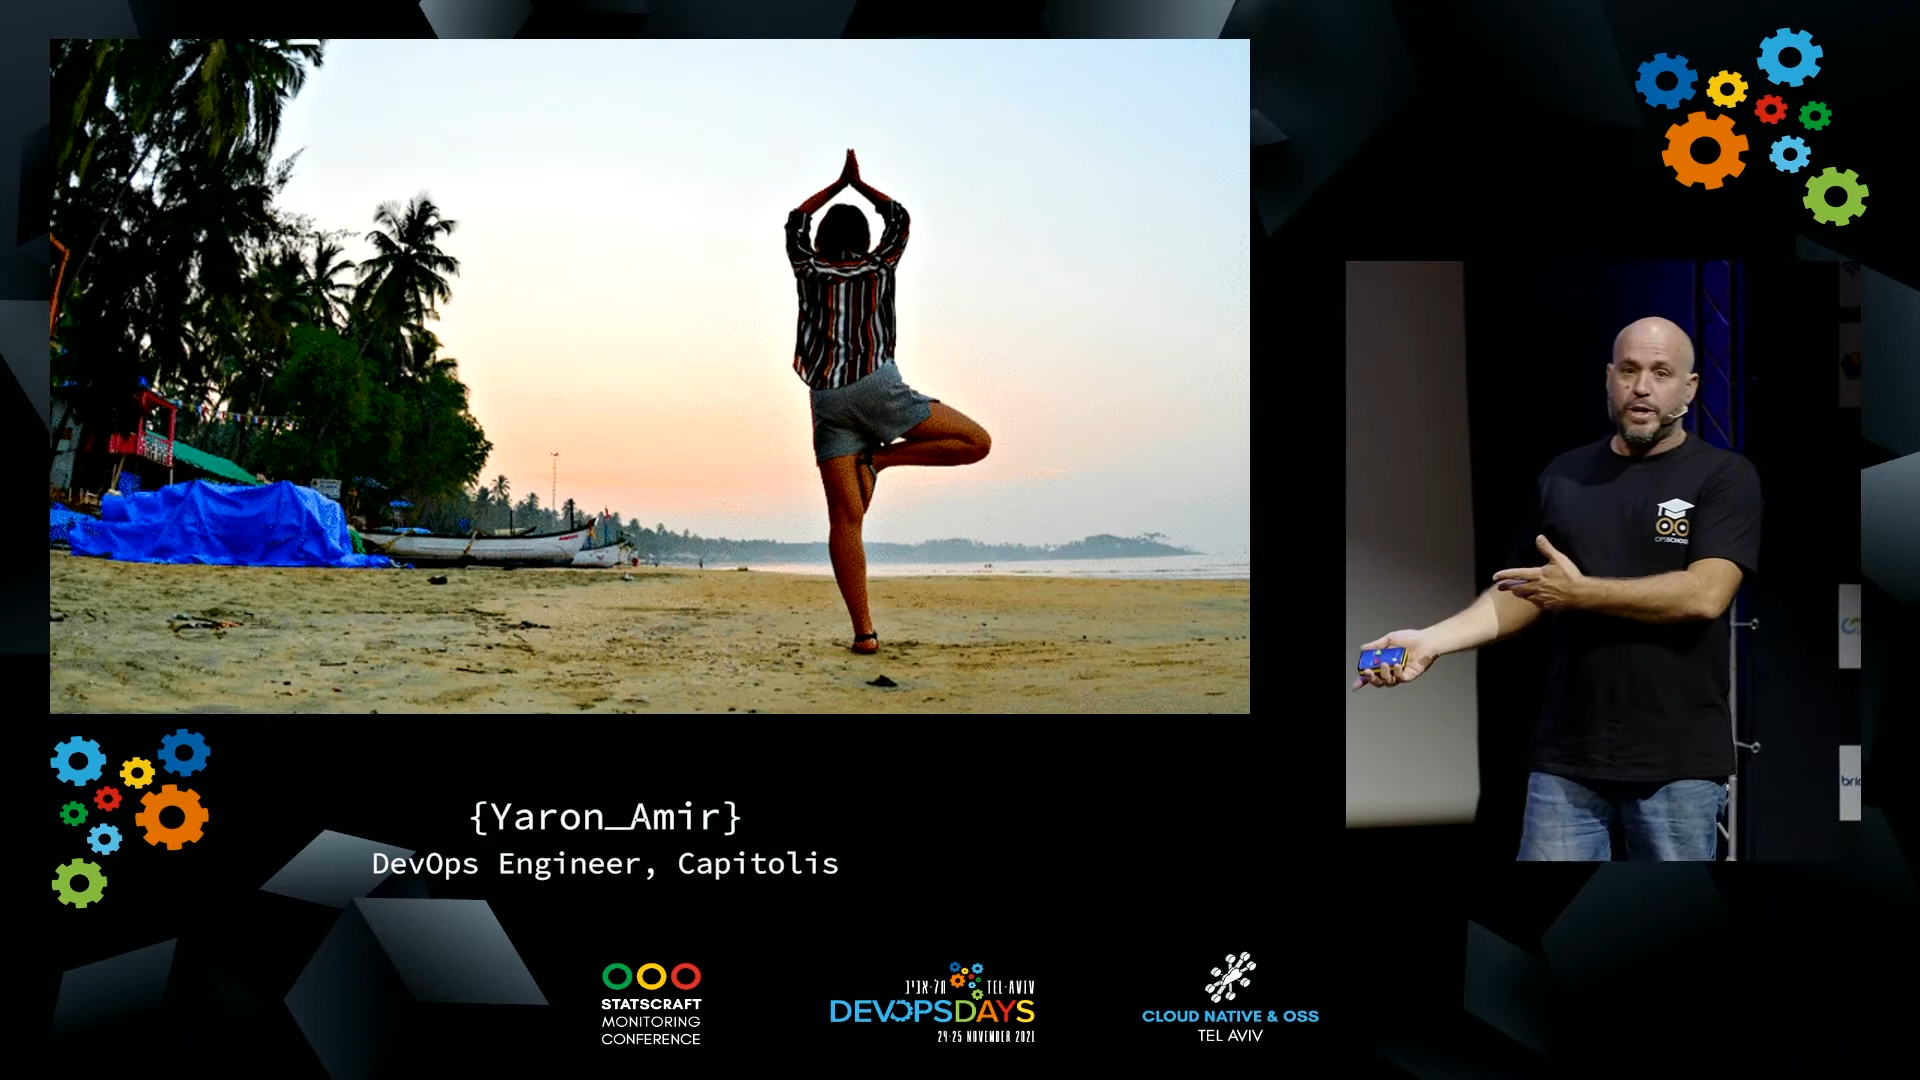 OPSSCHOOL
{Yaron_Amir}
DevOps Engineer, Capitolis
STATSCRAFT
MONITORING
CONFERENCE
תל-אביב TEL-AVIV
DEVOPSDAYS
24-25 NOVEMBER 2021
CLOUD NATIVE & OSS
TEL AVIV